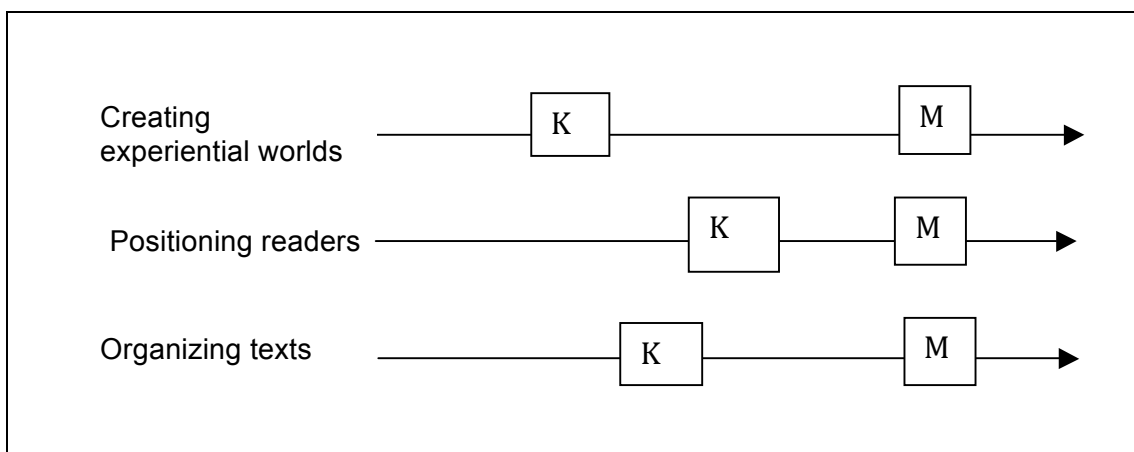 Creating
experiential worlds
K
M
Positioning readers
K
M
Organizing texts
K
M